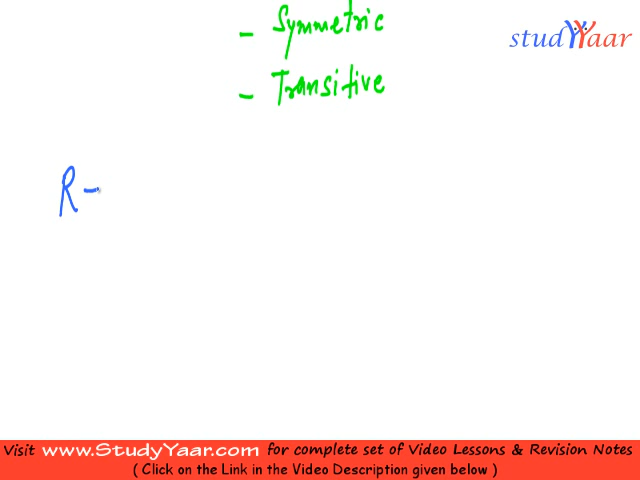 - Symmetric
studYYaar
- Transitive
R -
Visit www.StudyYaar.com for complete set of Video Lessons & Revision Notes
( Click on the Link in the Video Description given below )